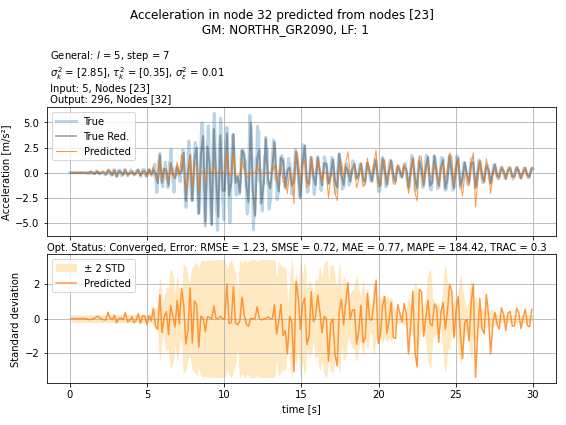 Acceleration in node 32 predicted from nodes [23]
GM: NORTHR_GR2090, LF: 1
General: l = 5, step = 7
σ²ₖ = [2.85], τ²ₖ = [0.35], σ²ε = 0.01
Input: 5, Nodes [23]
Output: 296, Nodes [32]
Acceleration [m/s²]
5.0
2.5
0.0
−2.5
−5.0
True
True Red.
Predicted
Opt. Status: Converged, Error: RMSE = 1.23, SMSE = 0.72, MAE = 0.77, MAPE = 184.42, TRAC = 0.3
Standard deviation
2
0
−2
± 2 STD
Predicted
0 5 10 15 20 25 30
time [s]